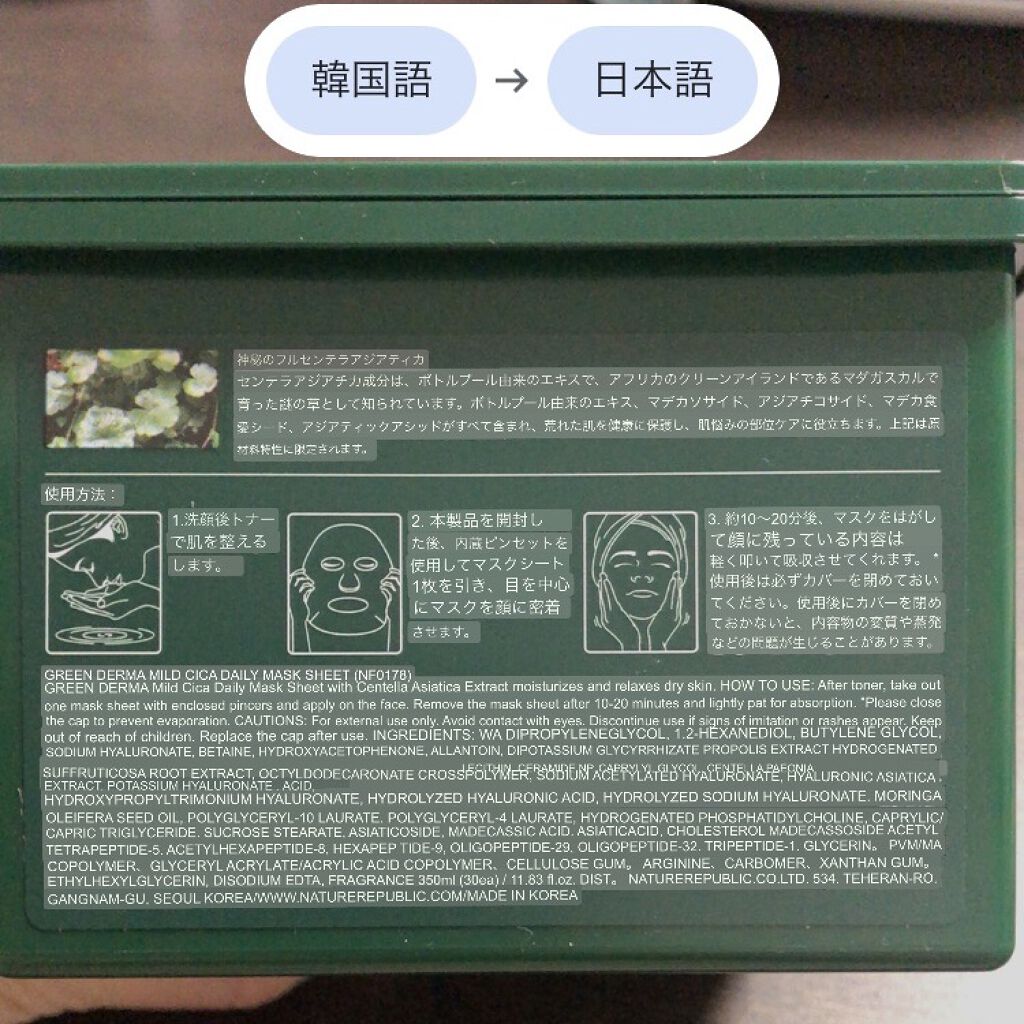 韓国語 → 日本語
神秘のフルセンテラアジアティカ
センテラアジアチカ成分は、ボトルプール由来のエキスで、アフリカのクリーンアイランドであるマダガスカルで
育った謎の草として知られています。ボトルプール由来のエキス、マデカソサイド、アジアチコサイド、マデカ食
愛シード、アジアティックアシッドがすべて含まれ、荒れた肌を健康に保護し、肌悩みの部位ケアに役立ちます。上記は原
材料特性に限定されます。
使用方法:
1.洗顔後トナー
で肌を整える
します。
2. 本製品を開封し
た後、内蔵ピンセットを
使用してマスクシート
1枚を引き、目を中心
にマスクを顔に密着
させます。
3. 約10〜20分後、マスクをはがし
て顔に残っている内容は
軽く叩いて吸収させてくれます。*
使用後は必ずカバーを閉めておい
てください。使用後にカバーを閉め
ておかないと、内容物の変質や蒸発
などの問題が生じることがあります。
GREEN DERMA MILD CICA DAILY MASK SHEET (NF0178)
GREEN DERMA Mild Cica Daily Mask Sheet with Centella Asiatica Extract moisturizes and relaxes dry skin. HOW TO USE: After toner, take out
one mask sheet with enclosed pincers and apply on the face. Remove the mask sheet after 10-20 minutes and lightly pat for absorption. *Please close
the cap to prevent evaporation. CAUTIONS: For external use only. Avoid contact with eyes. Discontinue use if signs of imitation or rashes appear. Keep
out of reach of children. Replace the cap after use. INGREDIENTS: WA DIPROPYLENEGLYCOL, 1.2-HEXANEDIOL, BUTYLENE GLYCOL,
SODIUM HYALURONATE, BETAINE, HYDROXYACETOPHENONE, ALLANTOIN, DIPOTASSIUM GLYCYRRHIZATE PROPOLIS EXTRACT HYDROGENATED
LECITHIN, CERAMIDE NP, CAPRYLYL GLYCOL, CENTELLA PAEONIA
SUFFRUTICOSA ROOT EXTRACT, OCTYLDODECARONATE CROSSPOLYMER, SODIUM ACETYLATED HYALURONATE, HYALURONIC ASIATICA.
EXTRACT. POTASSIUM HYALURONATE . ACID,
HYDROXYPROPYLTRIMONIUM HYALURONATE, HYDROLYZED HYALURONIC ACID, HYDROLYZED SODIUM HYALURONATE. MORINGA
OLEIFERA SEED OIL, POLYGLYCERYL-10 LAURATE. POLYGLYCERYL-4 LAURATE, HYDROGENATED PHOSPHATIDYLCHOLINE, CAPRYLIC/
CAPRIC TRIGLYCERIDE. SUCROSE STEARATE. ASIATICOSIDE, MADECASSIC ACID. ASIATICACID, CHOLESTEROL MADECASSOSIDE ACETYL
TETRAPEPTIDE-5. ACETYLHEXAPEPTIDE-8, HEXAPEP TIDE-9, OLIGOPEPTIDE-29. OLIGOPEPTIDE-32. TRIPEPTIDE-1. GLYCERIN。 PVM/MA
COPOLYMER、GLYCERYL ACRYLATE/ACRYLIC ACID COPOLYMER、CELLULOSE GUM。 ARGININE、CARBOMER、XANTHAN GUM。
ETHYLHEXYLGLYCERIN, DISODIUM EDTA, FRAGRANCE 350ml (30ea) / 11.83 fl.oz. DIST。 NATUREREPUBLIC.CO.LTD. 534. TEHERAN-RO.
GANGNAM-GU. SEOUL KOREA/WWW.NATUREREPUBLIC.COM/MADE IN KOREA